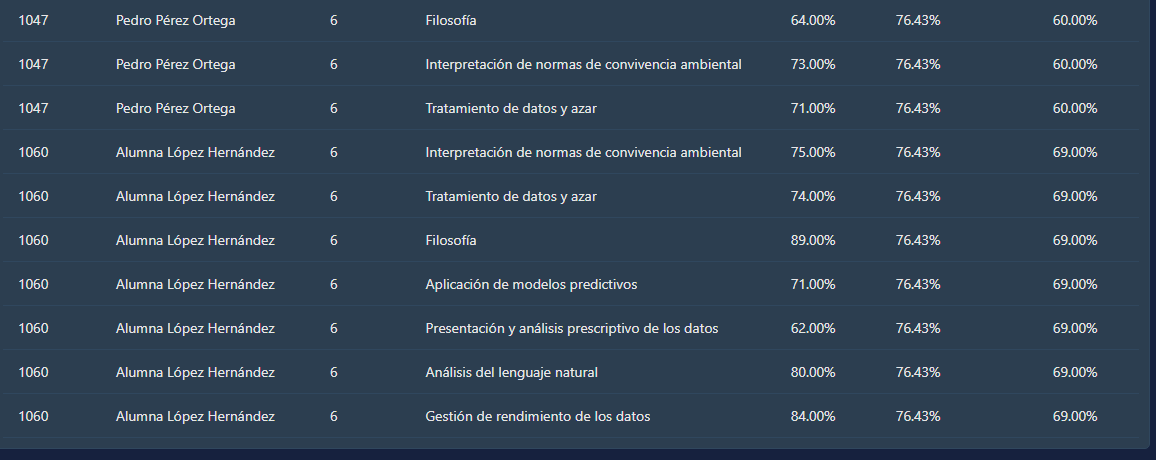 1047 Pedro Pérez Ortega 6 Filosofía 64.00% 76.43% 60.00%
1047 Pedro Pérez Ortega 6 Interpretación de normas de convivencia ambiental 73.00% 76.43% 60.00%
1047 Pedro Pérez Ortega 6 Tratamiento de datos y azar 71.00% 76.43% 60.00%
1060 Alumna López Hernández 6 Interpretación de normas de convivencia ambiental 75.00% 76.43% 69.00%
1060 Alumna López Hernández 6 Tratamiento de datos y azar 74.00% 76.43% 69.00%
1060 Alumna López Hernández 6 Filosofía 89.00% 76.43% 69.00%
1060 Alumna López Hernández 6 Aplicación de modelos predictivos 71.00% 76.43% 69.00%
1060 Alumna López Hernández 6 Presentación y análisis prescriptivo de los datos 62.00% 76.43% 69.00%
1060 Alumna López Hernández 6 Análisis del lenguaje natural 80.00% 76.43% 69.00%
1060 Alumna López Hernández 6 Gestión de rendimiento de los datos 84.00% 76.43% 69.00%